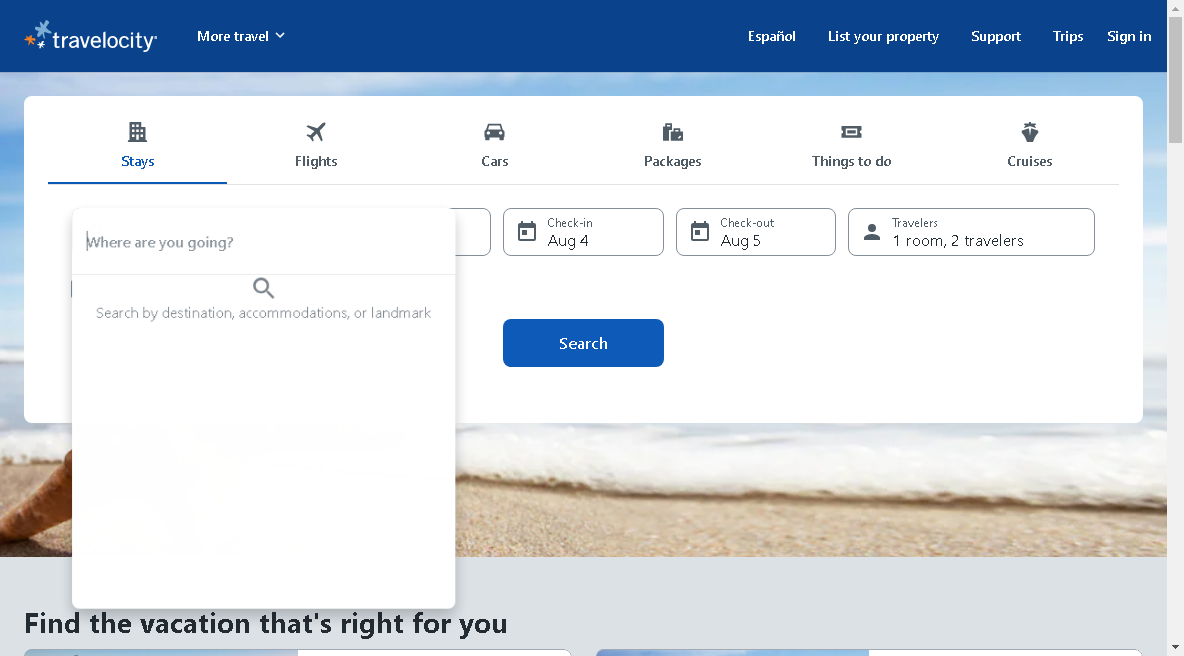 travelocity
More travel
Español
List your property
Support
Trips
Sign in
Stays
Flights
Cars
Packages
Things to do
Cruises
Where are you going?
Check-in
Aug 4
Check-out
Aug 5
Travelers
1 room, 2 travelers
Search by destination, accommodations, or landmark
Search
Find the vacation that's right for you